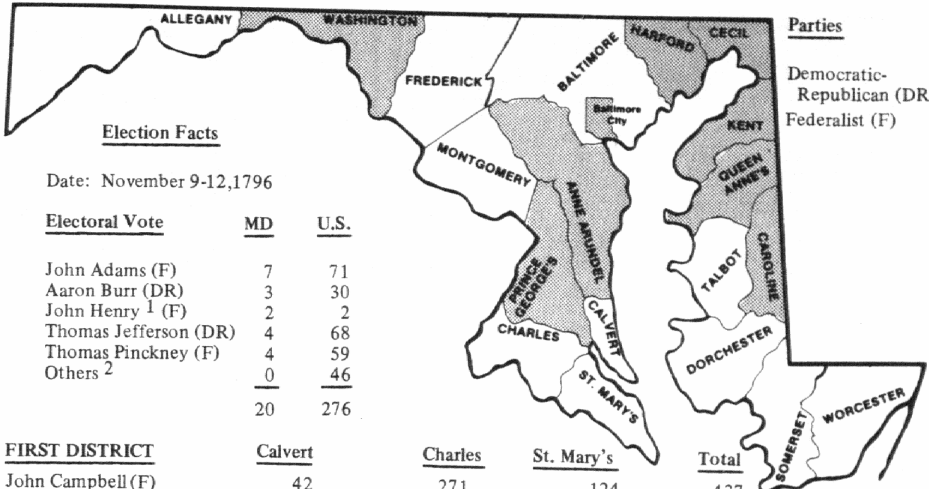 ALLEGANY
WASHINGTON
FREDERICK
BALTIMORE
HARFORD
CECIL
Parties
Democratic-
Republican (DR
Federalist (F)
Baltimore
City
KENT
QUEEN
ANNE'S
MONTGOMERY
ANNE ARUNDEL
PRINCE
GEORGE'S
TALBOT
CAROLINE
CALVERT
CHARLES
DORCHESTER
ST. MARY'S
SOMERSET
WORCESTER
Election Facts
Date: November 9-12,1796
Electoral Vote MD U.S.
John Adams (F) 7 71
Aaron Burr (DR) 3 30
John Henry 1 (F) 2 2
Thomas Jefferson (DR) 4 68
Thomas Pinckney (F) 4 59
Others 2 0 46
20 276
FIRST DISTRICT Calvert Charles St. Mary's Total
John Campbell (F) 42 271 124 437